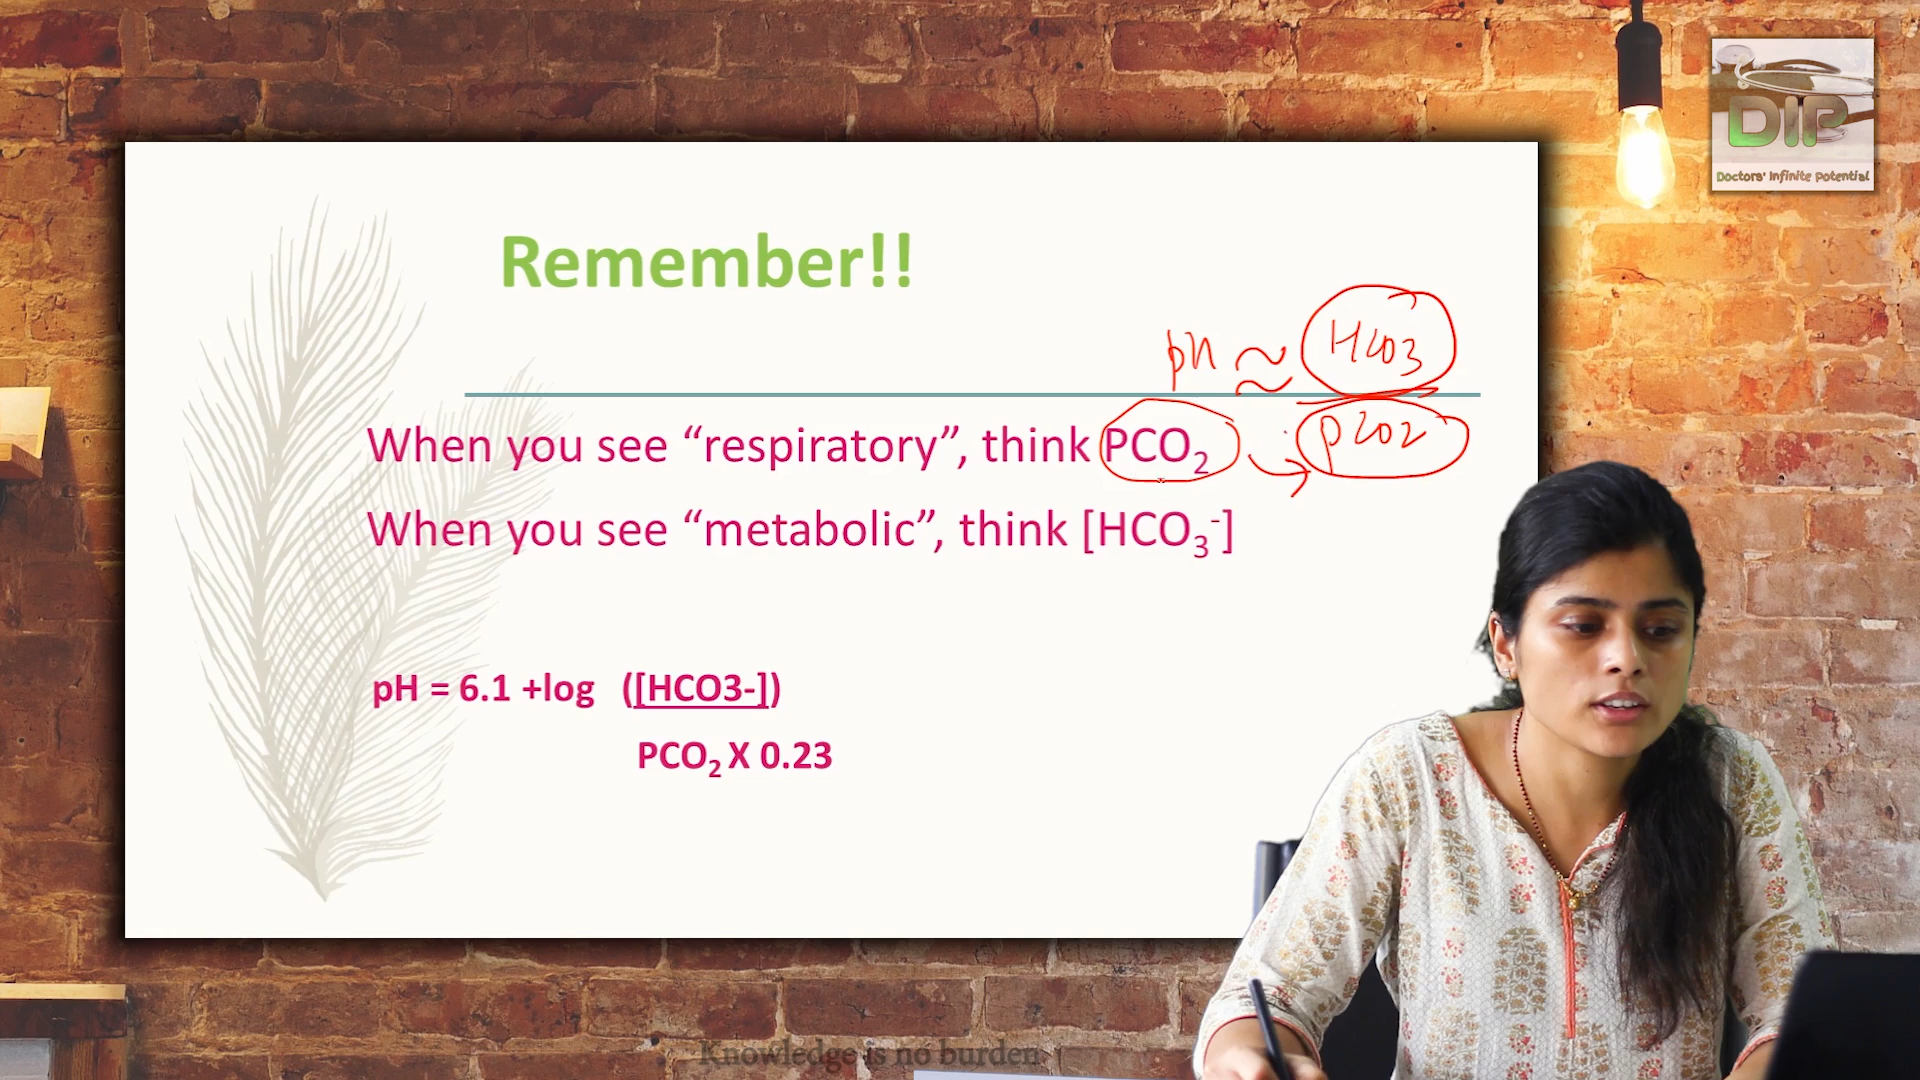 DIP
Doctors' Infinite Potential
Remember!!
pH ≈ HCO3
PCO2
When you see “respiratory”, think PCO₂
When you see “metabolic”, think [HCO₃⁻]
pH = 6.1 +log ([HCO3-])
PCO₂ X 0.23
Knowledge is no burden